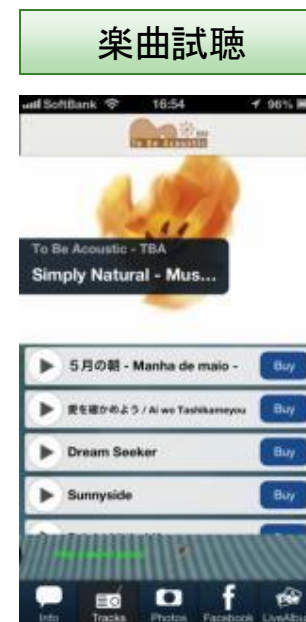 楽曲試聴
SoftBank 16:54 96%
To Be Acoustic
To Be Acoustic - TBA
Simply Natural - Mus...
5月の朝 - Manha de maio - Buy
愛を確かめよう / Ai wo Tashikameyou Buy
Dream Seeker Buy
Sunnyside Buy
Info Tracks Photos Facebook